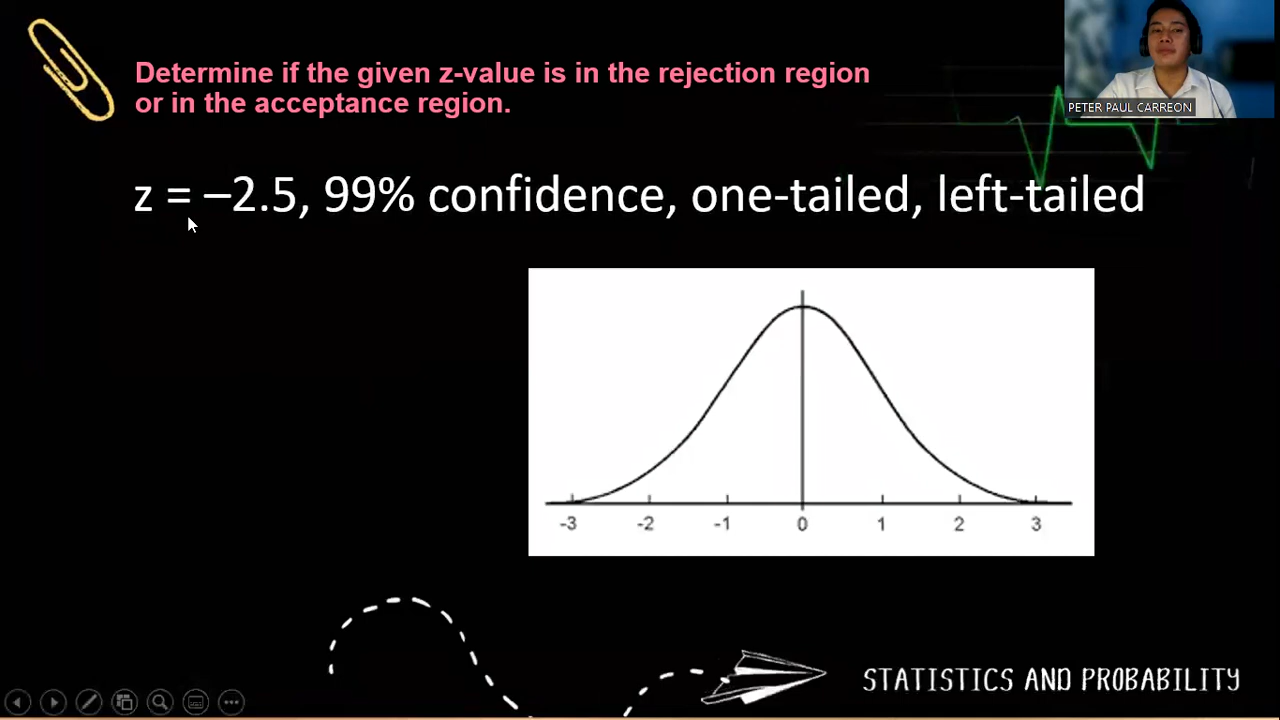 Determine if the given z-value is in the rejection region
or in the acceptance region.
PETER PAUL CARREON
z = –2.5, 99% confidence, one-tailed, left-tailed
-3 -2 -1 0 1 2 3
STATISTICS AND PROBABILITY